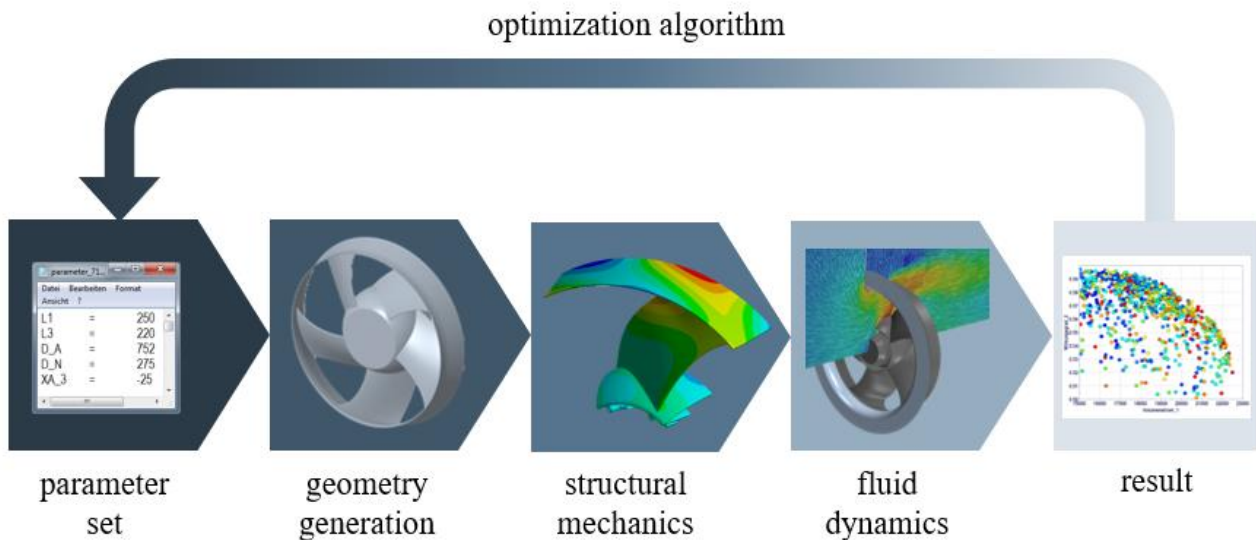 optimization algorithm
parameter_71...
Datei Bearbeiten Format
Ansicht ?
L1 = 250
L3 = 220
D_A = 752
D_N = 275
XA_3 = -25
parameter
set
geometry
generation
structural
mechanics
fluid
dynamics
result